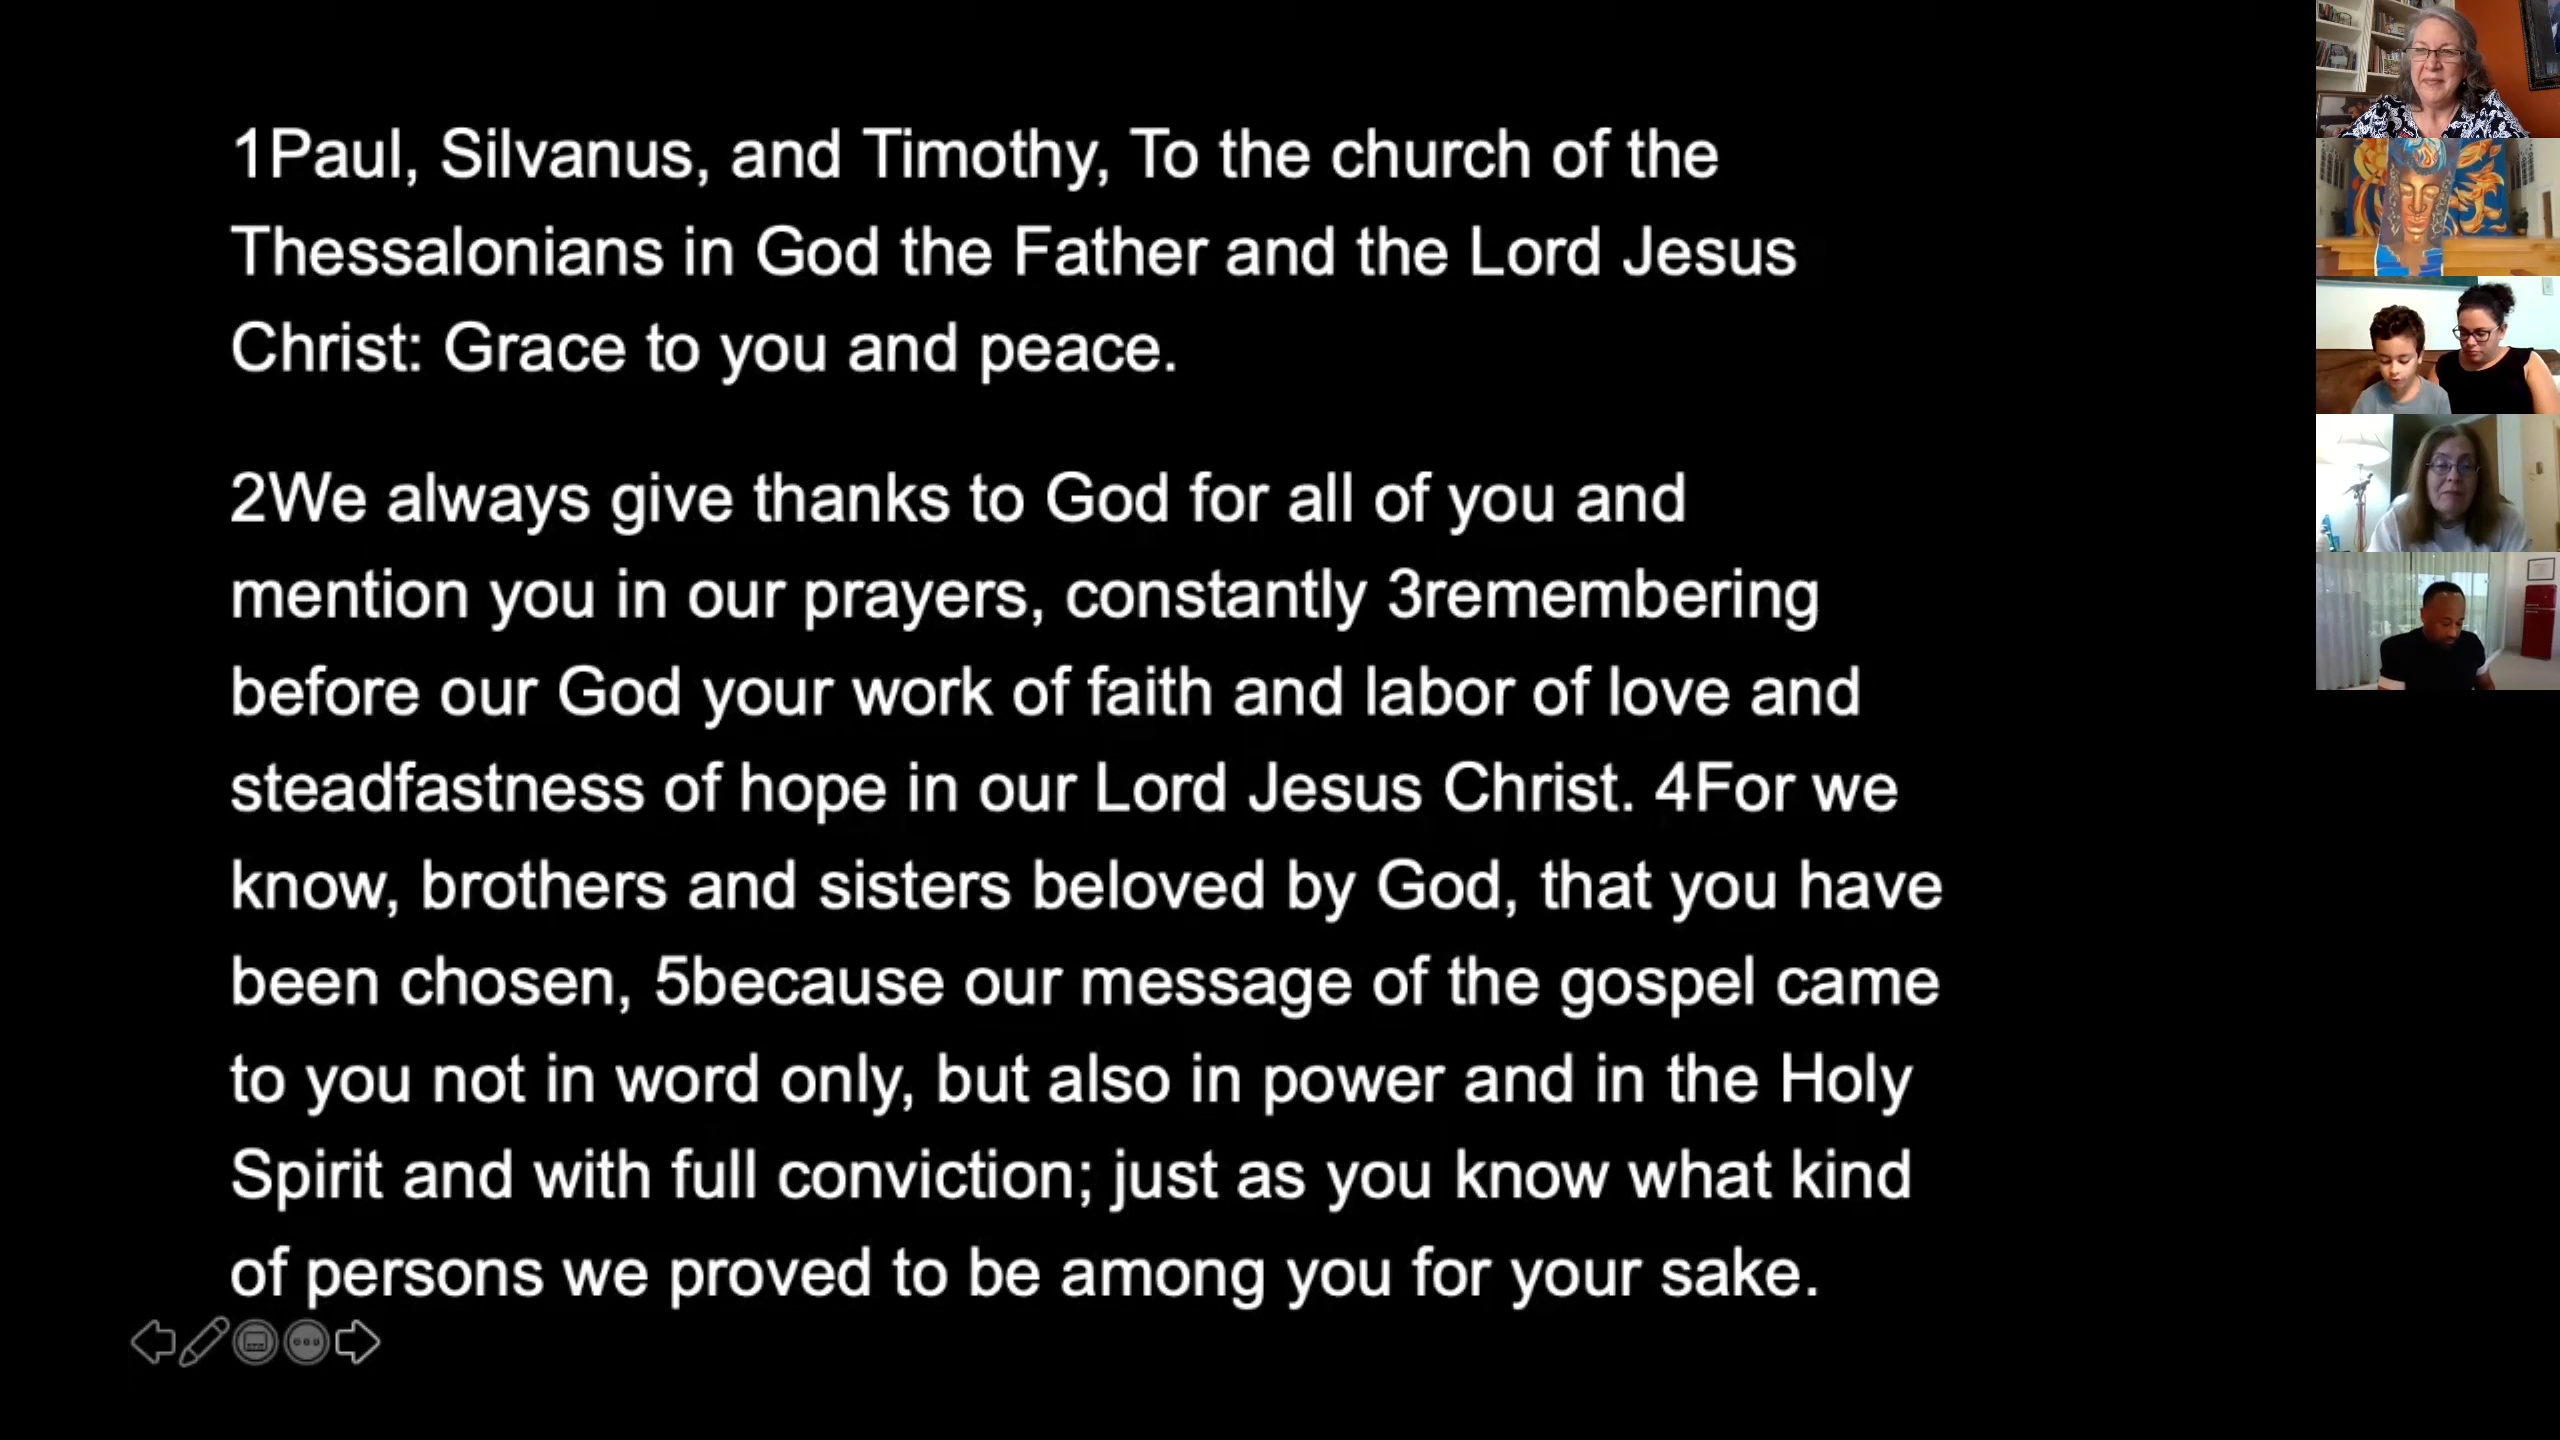 1Paul, Silvanus, and Timothy, To the church of the
Thessalonians in God the Father and the Lord Jesus
Christ: Grace to you and peace.
2We always give thanks to God for all of you and
mention you in our prayers, constantly 3remembering
before our God your work of faith and labor of love and
steadfastness of hope in our Lord Jesus Christ. 4For we
know, brothers and sisters beloved by God, that you have
been chosen, 5because our message of the gospel came
to you not in word only, but also in power and in the Holy
Spirit and with full conviction; just as you know what kind
of persons we proved to be among you for your sake.